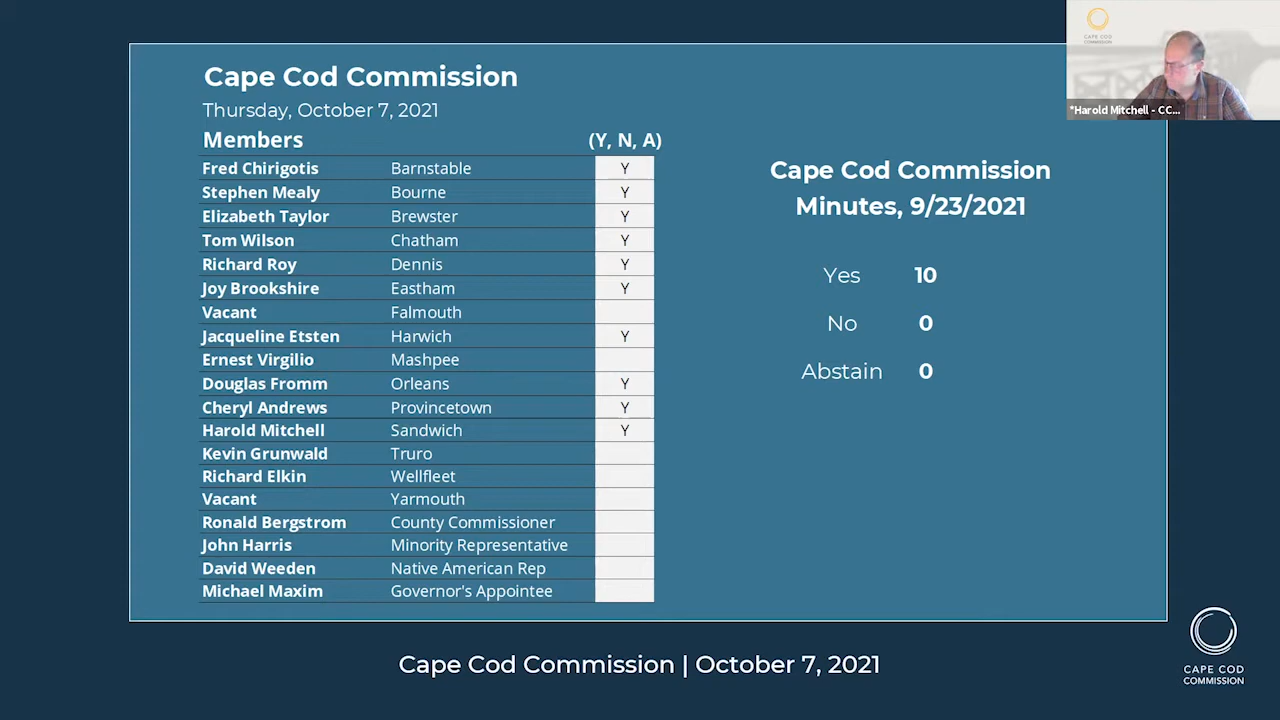 Cape Cod Commission
Thursday, October 7, 2021
Members (Y, N, A)
Fred Chirigotis Barnstable Y
Stephen Mealy Bourne Y
Elizabeth Taylor Brewster Y
Tom Wilson Chatham Y
Richard Roy Dennis Y
Joy Brookshire Eastham Y
Vacant Falmouth
Jacqueline Etsten Harwich Y
Ernest Virgilio Mashpee
Douglas Fromm Orleans Y
Cheryl Andrews Provincetown Y
Harold Mitchell Sandwich Y
Kevin Grunwald Truro
Richard Elkin Wellfleet
Vacant Yarmouth
Ronald Bergstrom County Commissioner
John Harris Minority Representative
David Weeden Native American Rep
Michael Maxim Governor's Appointee
Cape Cod Commission
Minutes, 9/23/2021
Yes 10
No 0
Abstain 0
CAPE COD
COMMISSION
*Harold Mitchell - CC...
Cape Cod Commission | October 7, 2021
CAPE COD
COMMISSION